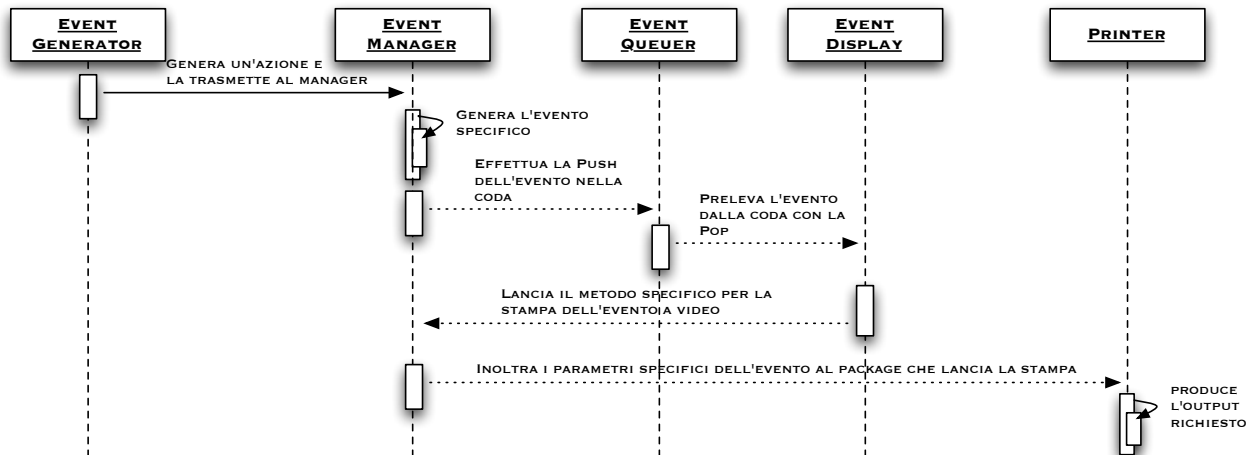 EVENT
GENERATOR
EVENT
MANAGER
EVENT
QUEUER
EVENT
DISPLAY
PRINTER
GENERA UN'AZIONE E
LA TRASMETTE AL MANAGER
GENERA L'EVENTO
SPECIFICO
EFFETTUA LA PUSH
DELL'EVENTO NELLA
CODA
PRELEVA L'EVENTO
DALLA CODA CON LA
POP
LANCIA IL METODO SPECIFICO PER LA
STAMPA DELL'EVENTO A VIDEO
INOLTRA I PARAMETRI SPECIFICI DELL'EVENTO AL PACKAGE CHE LANCIA LA STAMPA
PRODUCE
L'OUTPUT
RICHIESTO